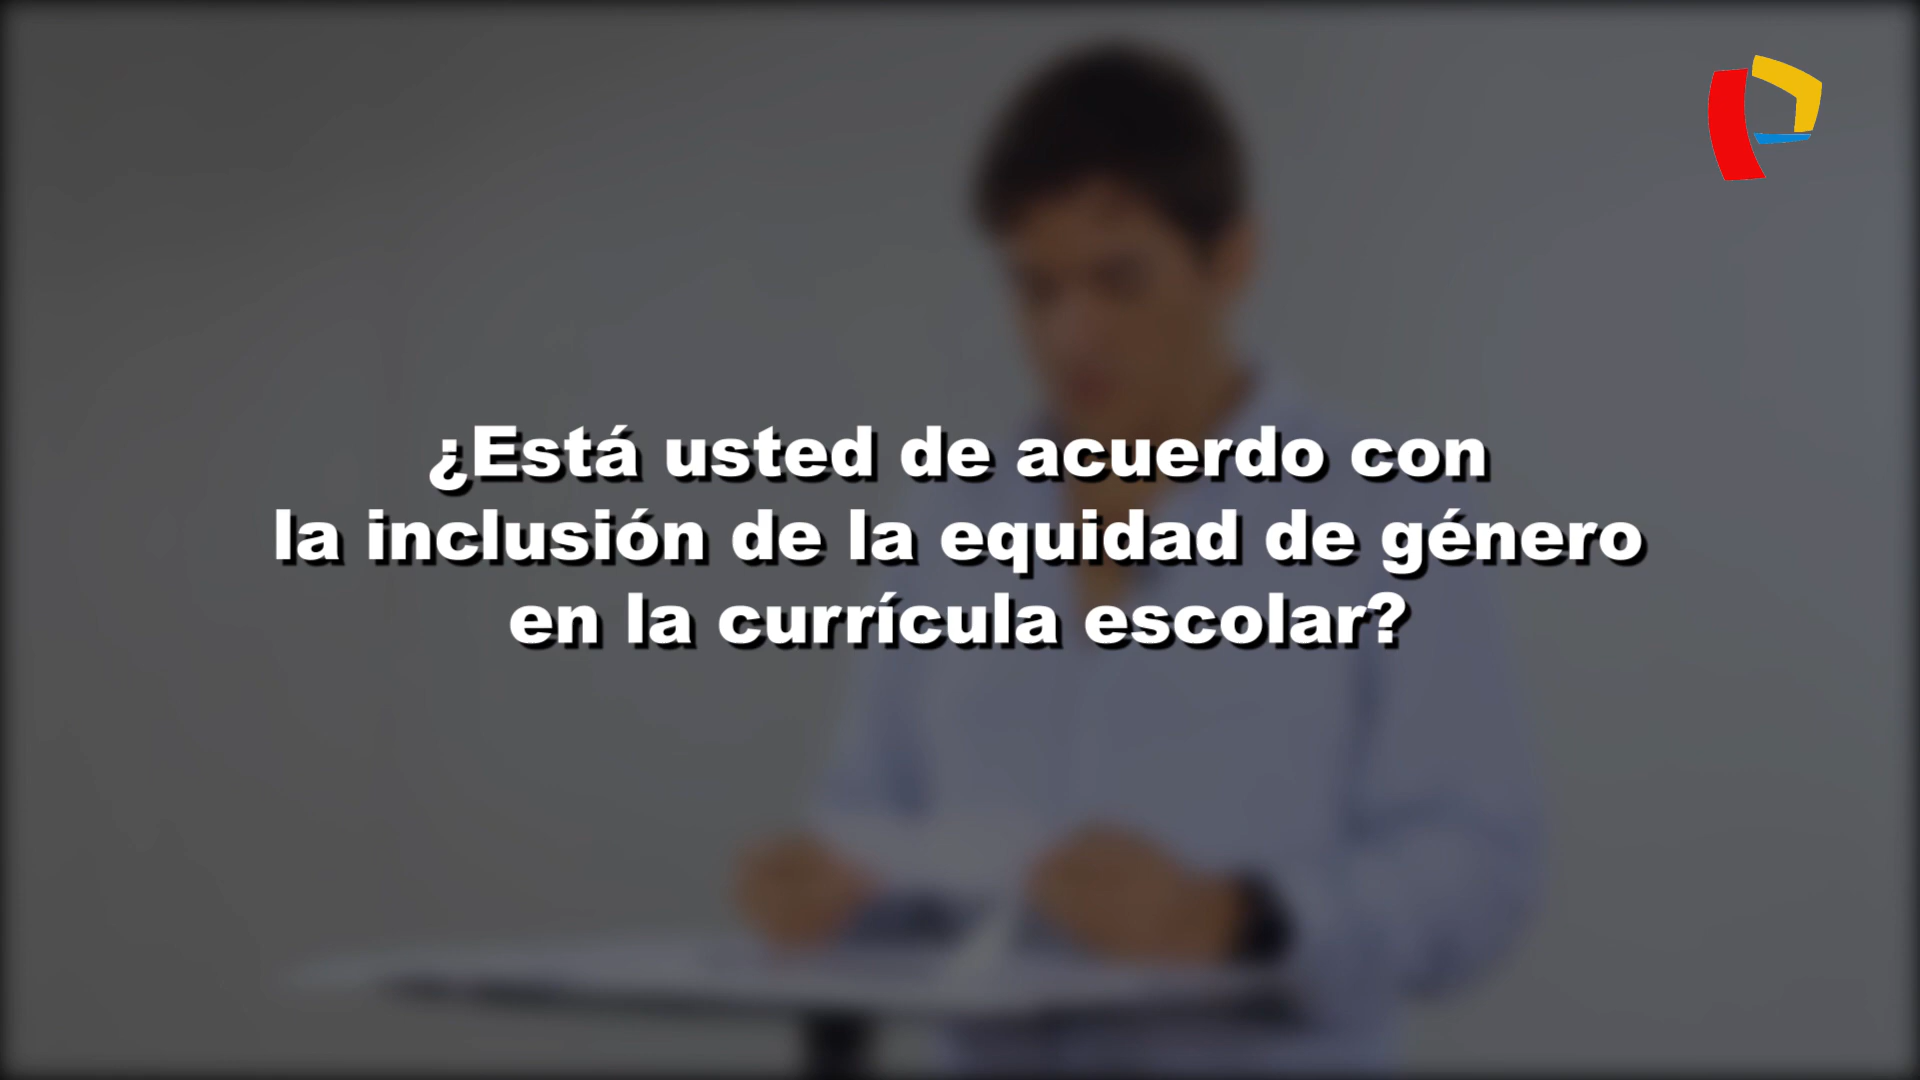 ¿Está usted de acuerdo con
la inclusión de la equidad de género
en la currícula escolar?